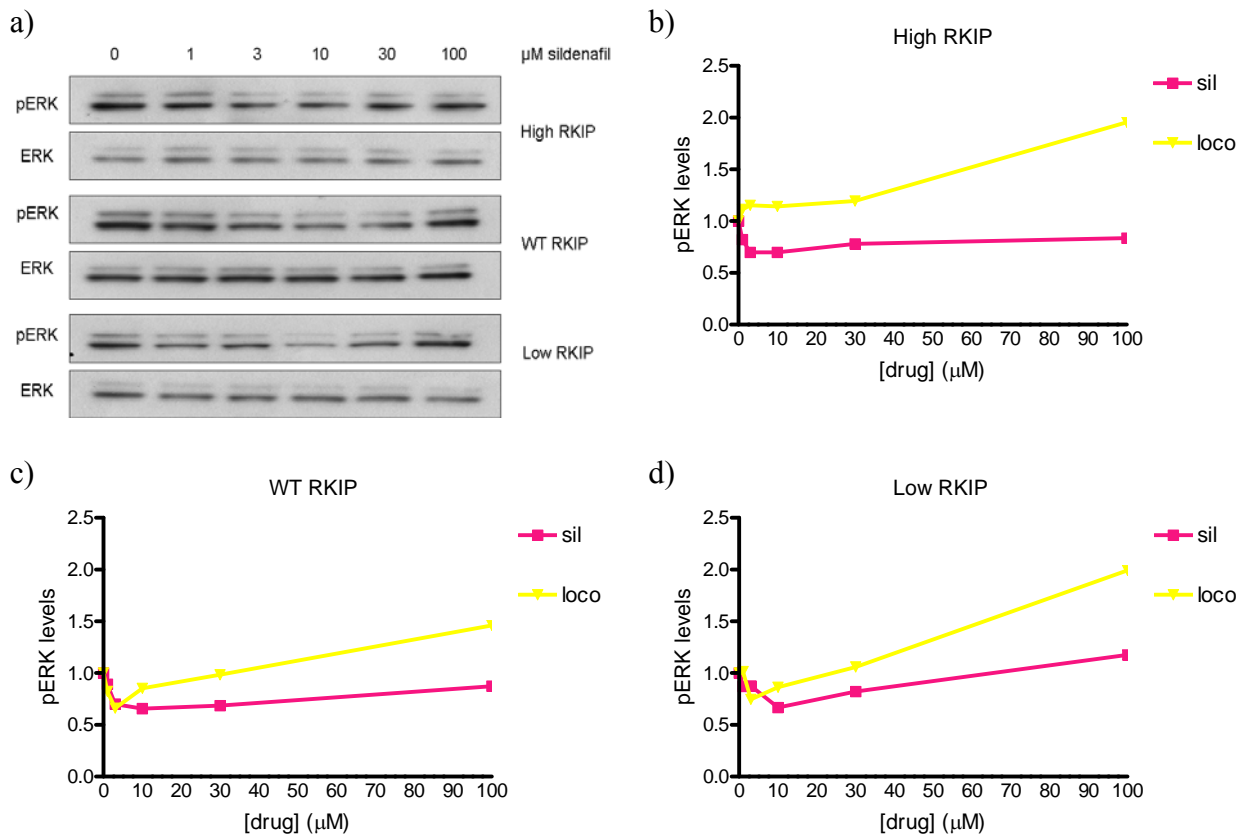 a)
0 1 3 10 30 100 µM sildenafil
pERK
High RKIP
ERK
pERK
WT RKIP
ERK
pERK
Low RKIP
ERK
b)
High RKIP
2.5
2.0
1.5
1.0
0.5
0.0
pERK levels
0 10 20 30 40 50 60 70 80 90 100
[drug] (µM)
sil
loco
c)
WT RKIP
2.5
2.0
1.5
1.0
0.5
0.0
pERK levels
0 10 20 30 40 50 60 70 80 90 100
[drug] (µM)
sil
loco
d)
Low RKIP
2.5
2.0
1.5
1.0
0.5
0.0
pERK levels
0 10 20 30 40 50 60 70 80 90 100
[drug] (µM)
sil
loco